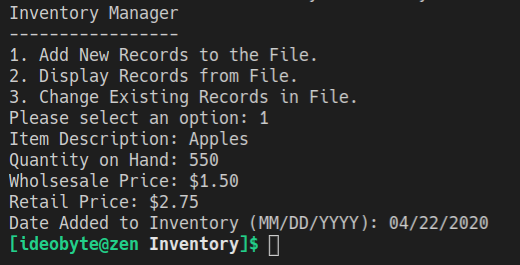 Inventory Manager
-----------------
1. Add New Records to the File.
2. Display Records from File.
3. Change Existing Records in File.
Please select an option: 1
Item Description: Apples
Quantity on Hand: 550
Wholsesale Price: $1.50
Retail Price: $2.75
Date Added to Inventory (MM/DD/YYYY): 04/22/2020
[ideobyte@zen Inventory]$